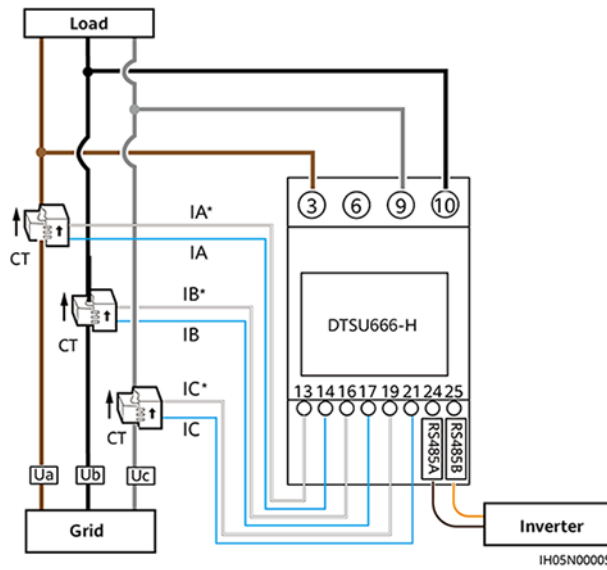 Load
3 6 9 10
IA*
IA
CT
IB*
IB
CT
DTSU666-H
IC*
IC
CT
13 14 16 17 19 21 24 25
RS485A
RS485B
Ua
Ub
Uc
Grid
Inverter